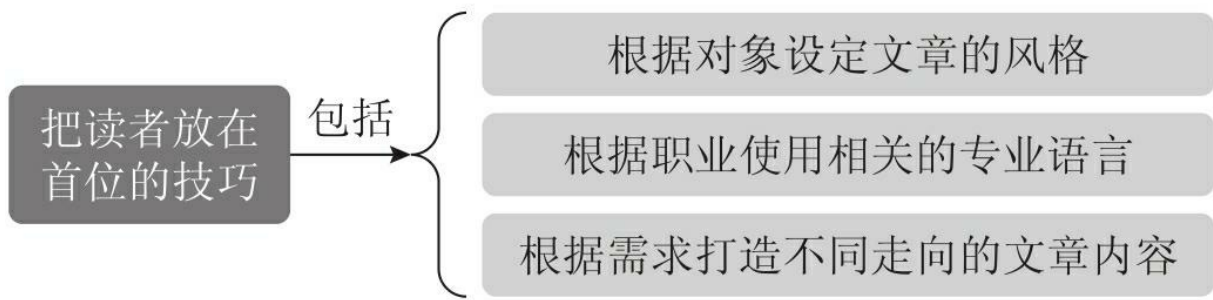 把读者放在
首位的技巧
包括
根据对象设定文章的风格
根据职业使用相关的专业语言
根据需求打造不同走向的文章内容